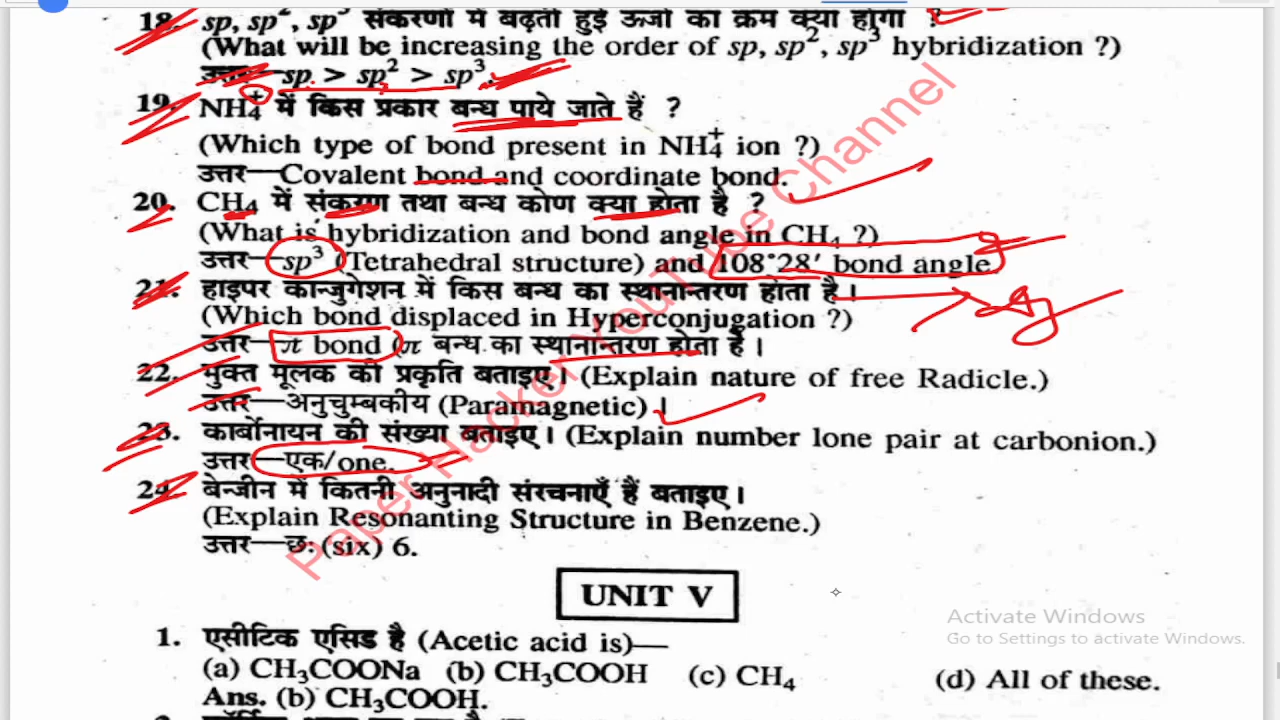 18. sp, sp², sp³ संकरणों में बढ़ती हुई ऊर्जा का क्रम क्या होगा ?
(What will be increasing the order of sp, sp², sp³ hybridization ?)
उत्तर—sp > sp² > sp³.
19. NH₄⁺ में किस प्रकार बन्ध पाये जाते हैं ?
(Which type of bond present in NH₄⁺ ion ?)
उत्तर—Covalent bond and coordinate bond.
20. CH₄ में संकरण तथा बन्ध कोण क्या होता है ?
(What is hybridization and bond angle in CH₄ ?)
उत्तर—sp³ (Tetrahedral structure) and 108°28′ bond angle.
21. हाइपर कान्जुगेशन में किस बन्ध का स्थानान्तरण होता है।
(Which bond displaced in Hyperconjugation ?)
उत्तर—π bond (π बन्ध का स्थानान्तरण होता है।
22. मुक्त मूलक की प्रकृति बताइए। (Explain nature of free Radicle.)
उत्तर—अनुचुम्बकीय (Paramagnetic)।
23. कार्बोनायन की संख्या बताइए। (Explain number lone pair at carbonion.)
उत्तर—एक/one.
24. बेन्जीन में कितनी अनुनादी संरचनाएँ हैं बताइए।
(Explain Resonanting Structure in Benzene.)
उत्तर—छः (six) 6.
UNIT V
1. एसीटिक एसिड है (Acetic acid is)—
(a) CH₃COONa (b) CH₃COOH (c) CH₄ (d) All of these.
Ans. (b) CH₃COOH.
Paper Hacker YouTube Channel
Activate Windows
Go to Settings to activate Windows.